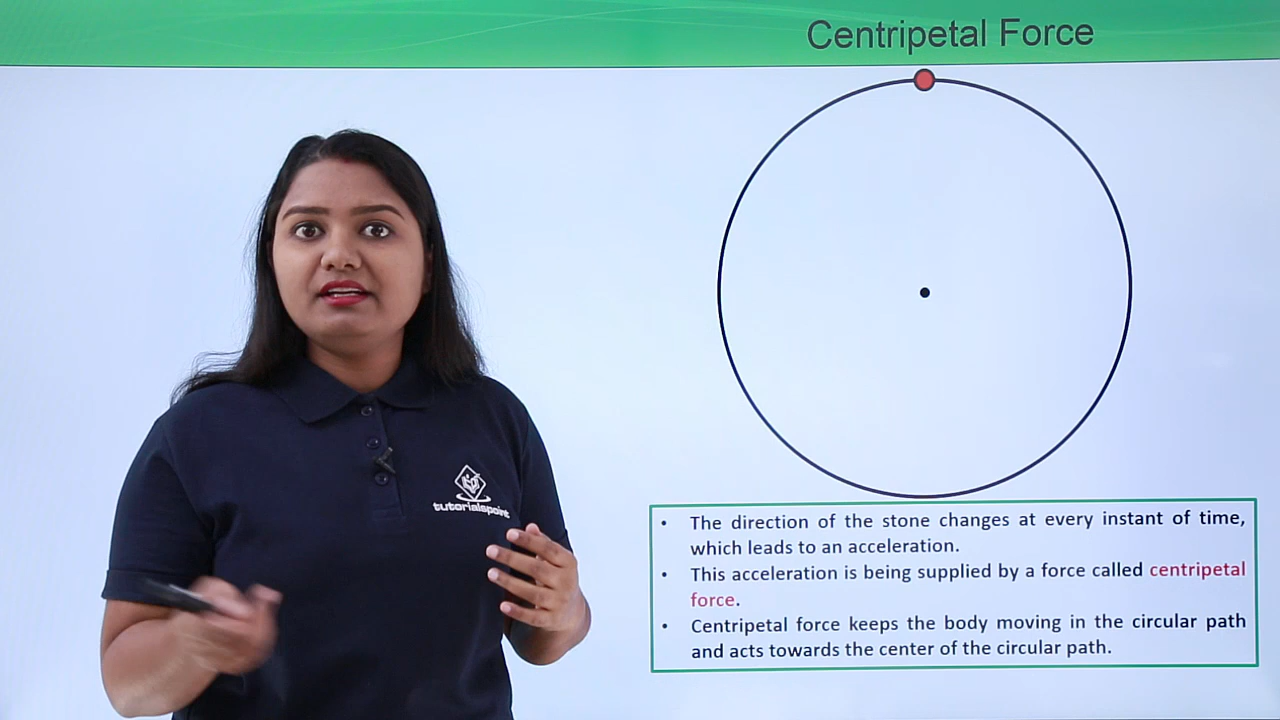 Centripetal Force
tutorialspoint
• The direction of the stone changes at every instant of time,
which leads to an acceleration.
• This acceleration is being supplied by a force called centripetal
force.
• Centripetal force keeps the body moving in the circular path
and acts towards the center of the circular path.